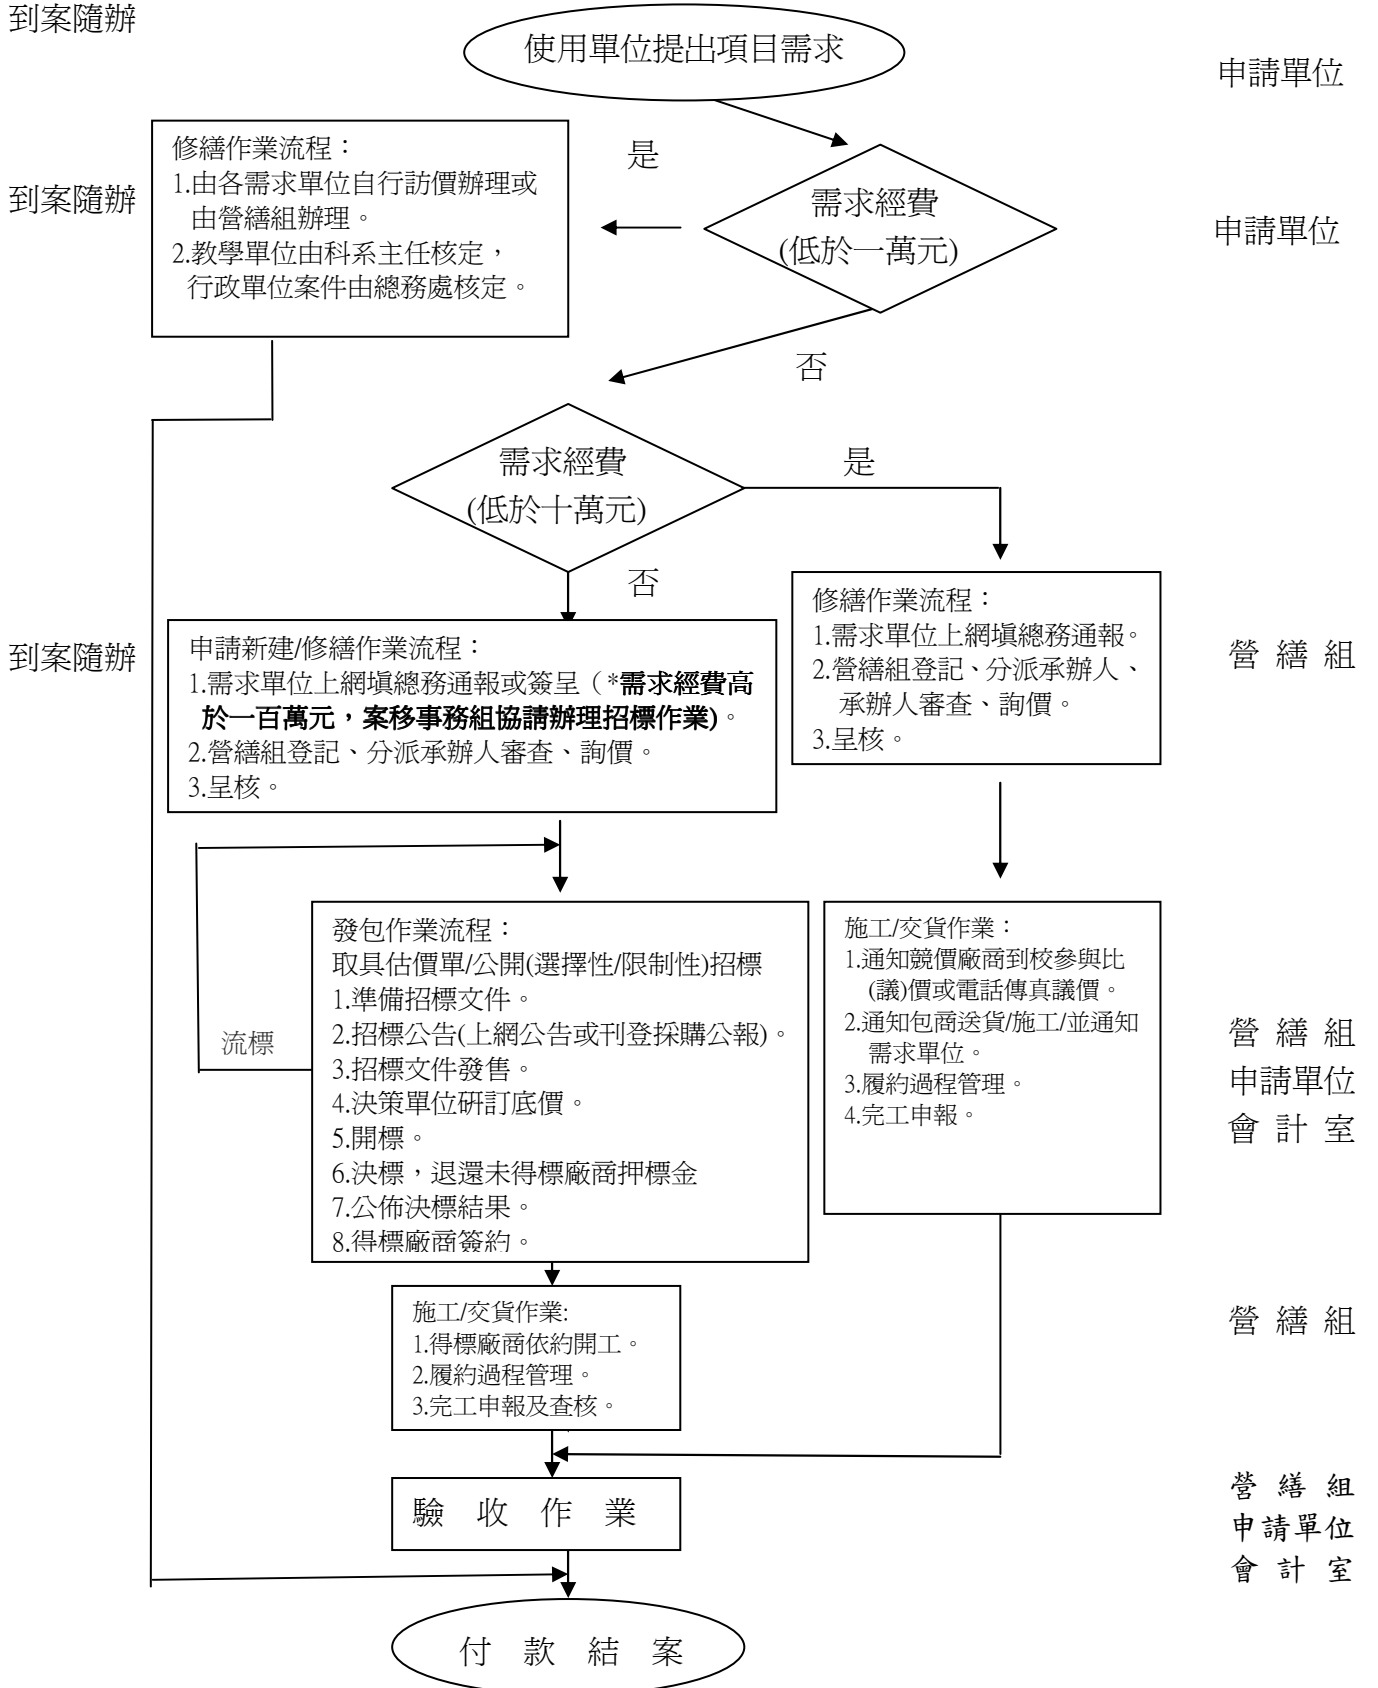 到案隨辦
使用單位提出項目需求
申請單位
修繕作業流程：
1.由各需求單位自行訪價辦理或
由營繕組辦理。
2.教學單位由科系主任核定，
行政單位案件由總務處核定。
到案隨辦
是
需求經費
(低於一萬元)
申請單位
否
需求經費
(低於十萬元)
是
否
修繕作業流程：
1.需求單位上網填總務通報。
2.營繕組登記、分派承辦人、
承辦人審查、詢價。
3.呈核。
營 繕 組
到案隨辦
申請新建/修繕作業流程：
1.需求單位上網填總務通報或簽呈（*需求經費高
於一百萬元，案移事務組協請辦理招標作業)。
2.營繕組登記、分派承辦人審查、詢價。
3.呈核。
流標
發包作業流程：
取具估價單/公開(選擇性/限制性)招標
1.準備招標文件。
2.招標公告(上網公告或刊登採購公報)。
3.招標文件發售。
4.決策單位研訂底價。
5.開標。
6.決標，退還未得標廠商押標金
7.公佈決標結果。
8.得標廠商簽約。
施工/交貨作業：
1.通知競價廠商到校參與比
(議)價或電話傳真議價。
2.通知包商送貨/施工/並通知
需求單位。
3.履約過程管理。
4.完工申報。
營 繕 組
申請單位
會 計 室
施工/交貨作業:
1.得標廠商依約開工。
2.履約過程管理。
3.完工申報及查核。
營 繕 組
驗 收 作 業
營 繕 組
申請單位
會 計 室
付 款 結 案